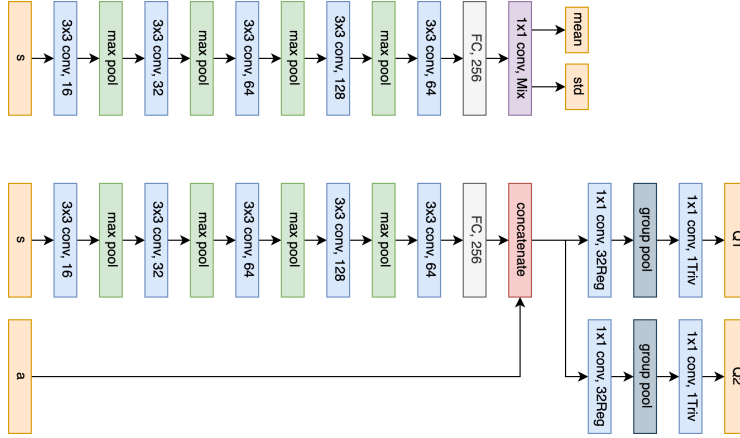 s
3x3 conv, 16
max pool
3x3 conv, 32
max pool
3x3 conv, 64
max pool
3x3 conv, 128
max pool
3x3 conv, 64
FC, 256
1x1 conv, Mix
mean
std
s
3x3 conv, 16
max pool
3x3 conv, 32
max pool
3x3 conv, 64
max pool
3x3 conv, 128
max pool
3x3 conv, 64
FC, 256
concatenate
1x1 conv, 32Reg
group pool
1x1 conv, 1Triv
Q1
a
1x1 conv, 32Reg
group pool
1x1 conv, 1Triv
Q2